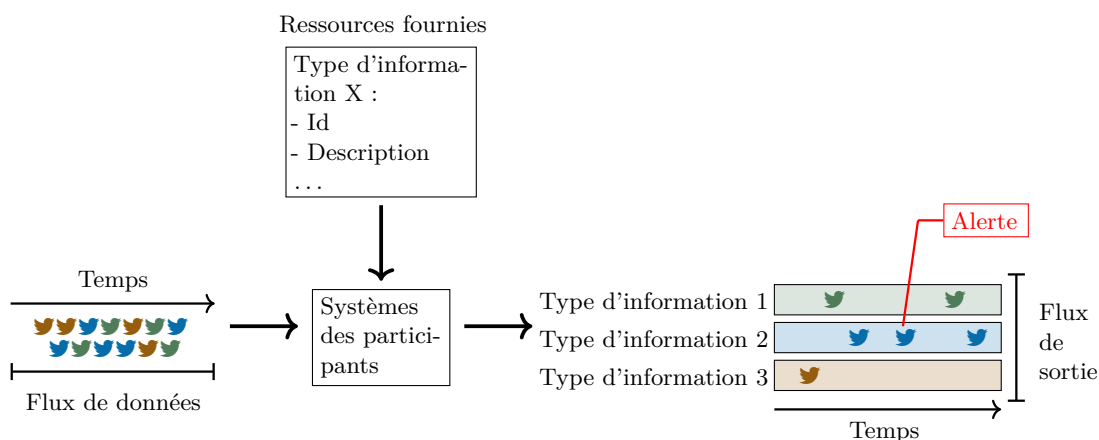 Ressources fournies
Type d'informa-
tion X :
- Id
- Description
...
Alerte
Temps
Flux de données
Systèmes
des partici-
pants
Type d'information 1
Type d'information 2
Type d'information 3
Flux
de
sortie
Temps